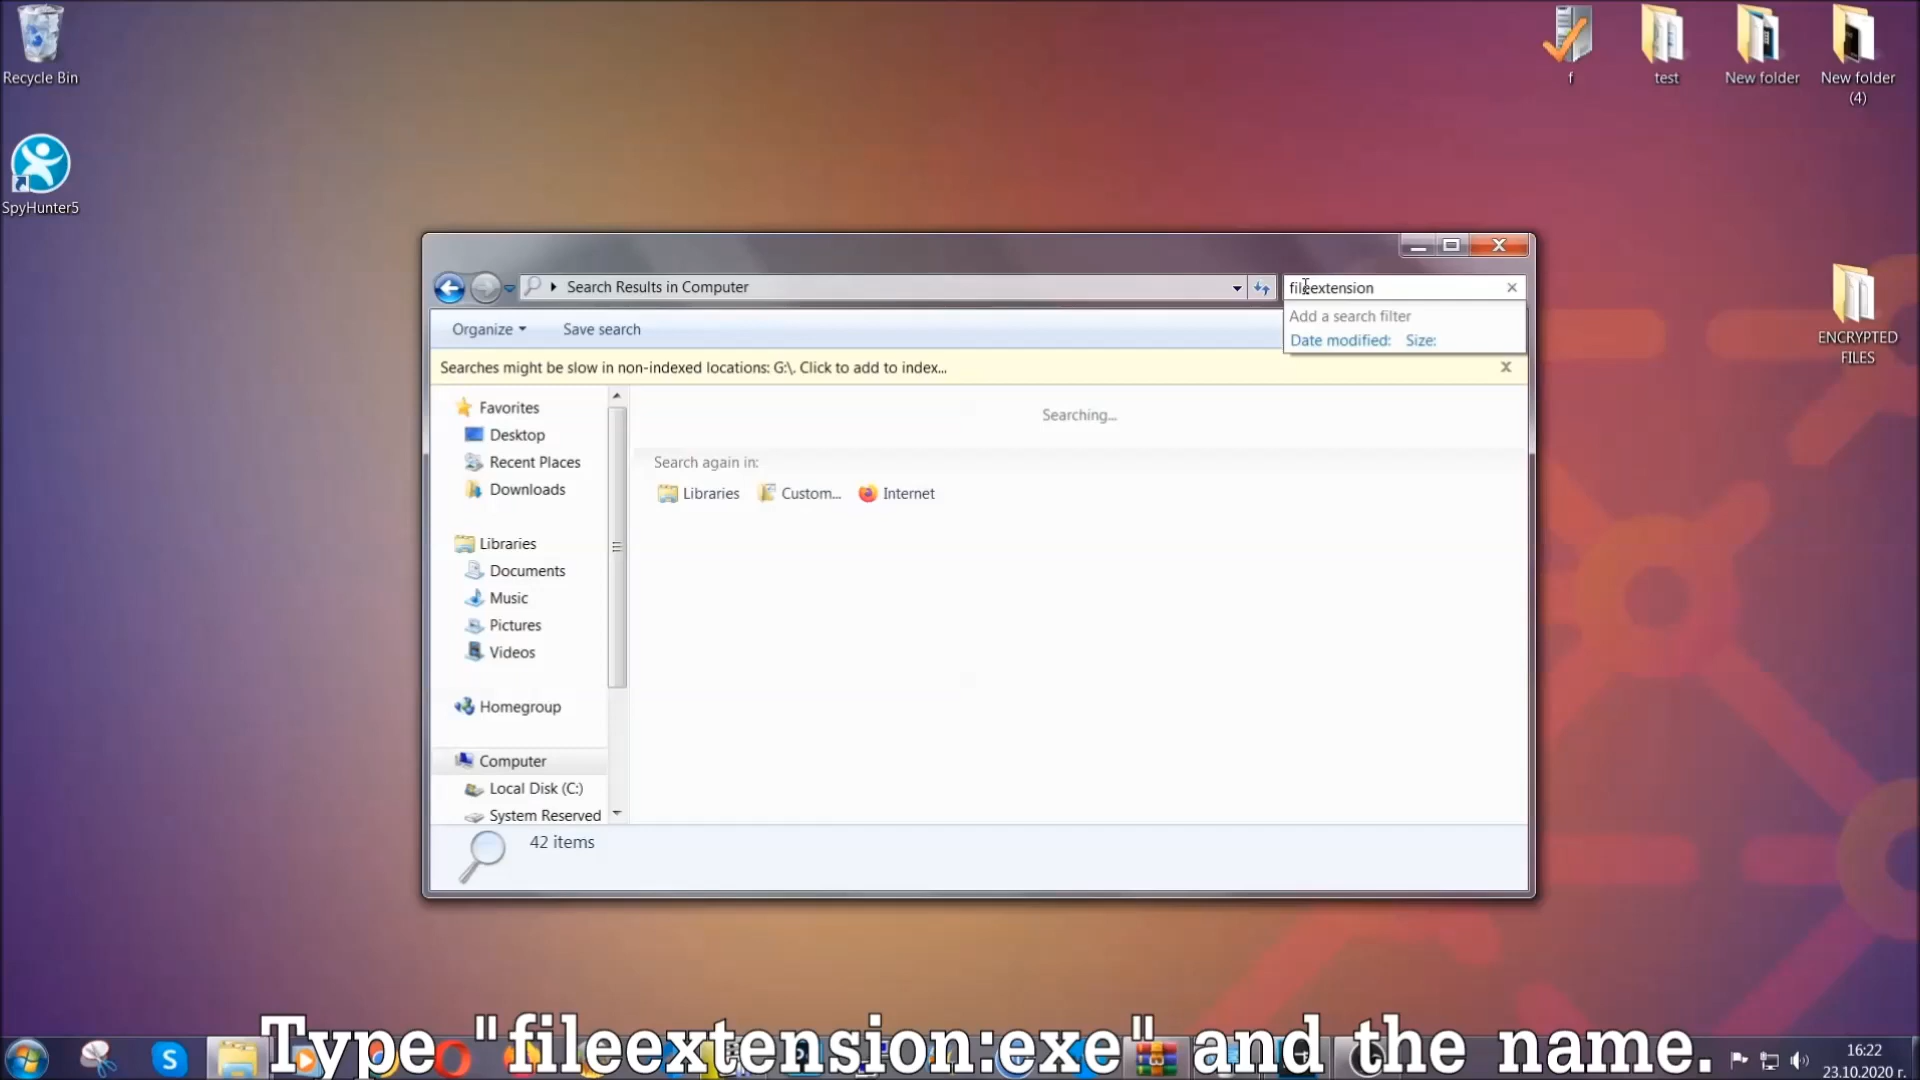 Recycle Bin
SpyHunter5
f
test
New folder
New folder
(4)
ENCRYPTED
FILES
Search Results in Computer
fileextension
Add a search filter
Date modified: Size:
Organize
Save search
Searches might be slow in non-indexed locations: G:\. Click to add to index...
Favorites
Desktop
Recent Places
Downloads
Libraries
Documents
Music
Pictures
Videos
Homegroup
Computer
Local Disk (C:)
System Reserved
Searching...
Search again in:
Libraries
Custom...
Internet
42 items
Type "fileextension:exe" and the name.
16:22
23.10.2020 г.